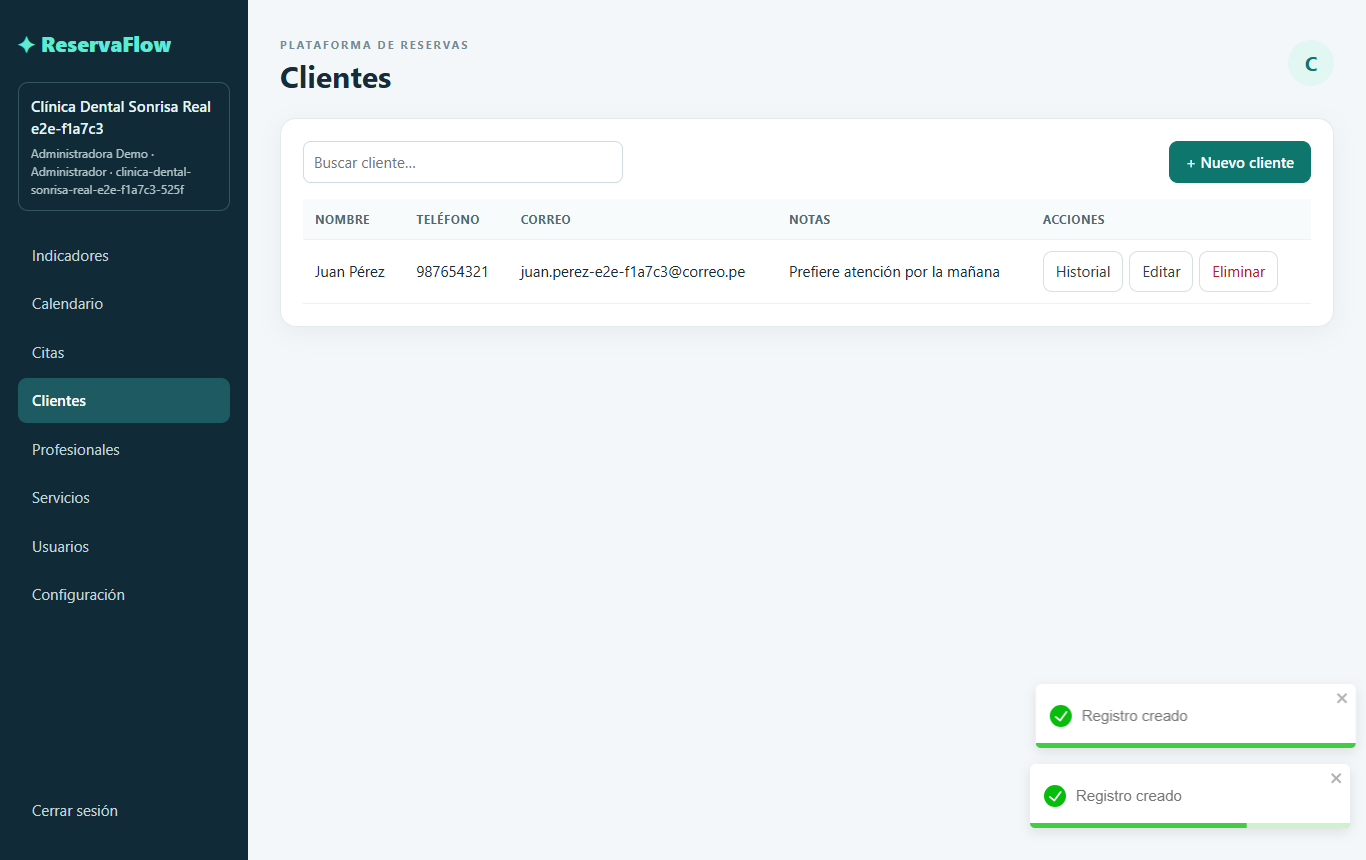 ✦ ReservaFlow
Clínica Dental Sonrisa Real
e2e-f1a7c3
Administradora Demo ·
Administrador · clinica-dental-
sonrisa-real-e2e-f1a7c3-525f
Indicadores
Calendario
Citas
Clientes
Profesionales
Servicios
Usuarios
Configuración
Cerrar sesión
PLATAFORMA DE RESERVAS
Clientes
C
Buscar cliente...
+ Nuevo cliente
NOMBRE TELÉFONO CORREO NOTAS ACCIONES
Juan Pérez 987654321 juan.perez-e2e-f1a7c3@correo.pe Prefiere atención por la mañana Historial Editar Eliminar
Registro creado
Registro creado